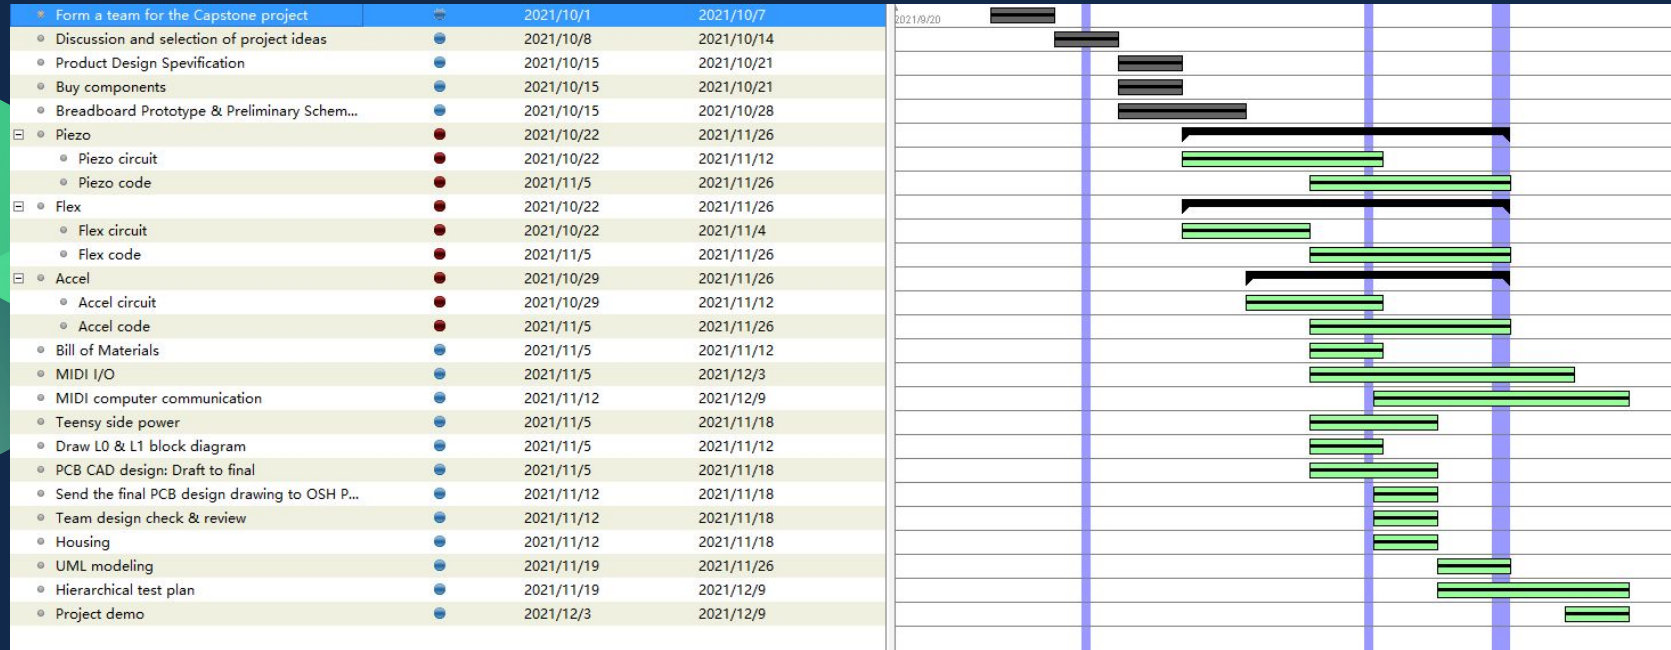 Form a team for the Capstone project 2021/10/1 2021/10/7 2021/9/20
Discussion and selection of project ideas 2021/10/8 2021/10/14
Product Design Spevification 2021/10/15 2021/10/21
Buy components 2021/10/15 2021/10/21
Breadboard Prototype & Preliminary Schem... 2021/10/15 2021/10/28
Piezo 2021/10/22 2021/11/26
Piezo circuit 2021/10/22 2021/11/12
Piezo code 2021/11/5 2021/11/26
Flex 2021/10/22 2021/11/26
Flex circuit 2021/10/22 2021/11/4
Flex code 2021/11/5 2021/11/26
Accel 2021/10/29 2021/11/26
Accel circuit 2021/10/29 2021/11/12
Accel code 2021/11/5 2021/11/26
Bill of Materials 2021/11/5 2021/11/12
MIDI I/O 2021/11/5 2021/12/3
MIDI computer communication 2021/11/12 2021/12/9
Teensy side power 2021/11/5 2021/11/18
Draw L0 & L1 block diagram 2021/11/5 2021/11/12
PCB CAD design: Draft to final 2021/11/5 2021/11/18
Send the final PCB design drawing to OSH P... 2021/11/12 2021/11/18
Team design check & review 2021/11/12 2021/11/18
Housing 2021/11/12 2021/11/18
UML modeling 2021/11/19 2021/11/26
Hierarchical test plan 2021/11/19 2021/12/9
Project demo 2021/12/3 2021/12/9